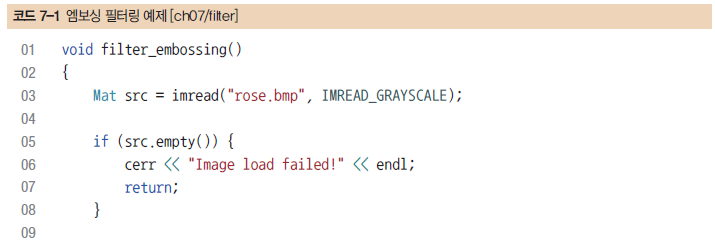 코드 7-1 엠보싱 필터링 예제 [ch07/filter]
01 void filter_embossing()
02 {
03     Mat src = imread("rose.bmp", IMREAD_GRAYSCALE);
04
05     if (src.empty()) {
06         cerr << "Image load failed!" << endl;
07         return;
08     }
09